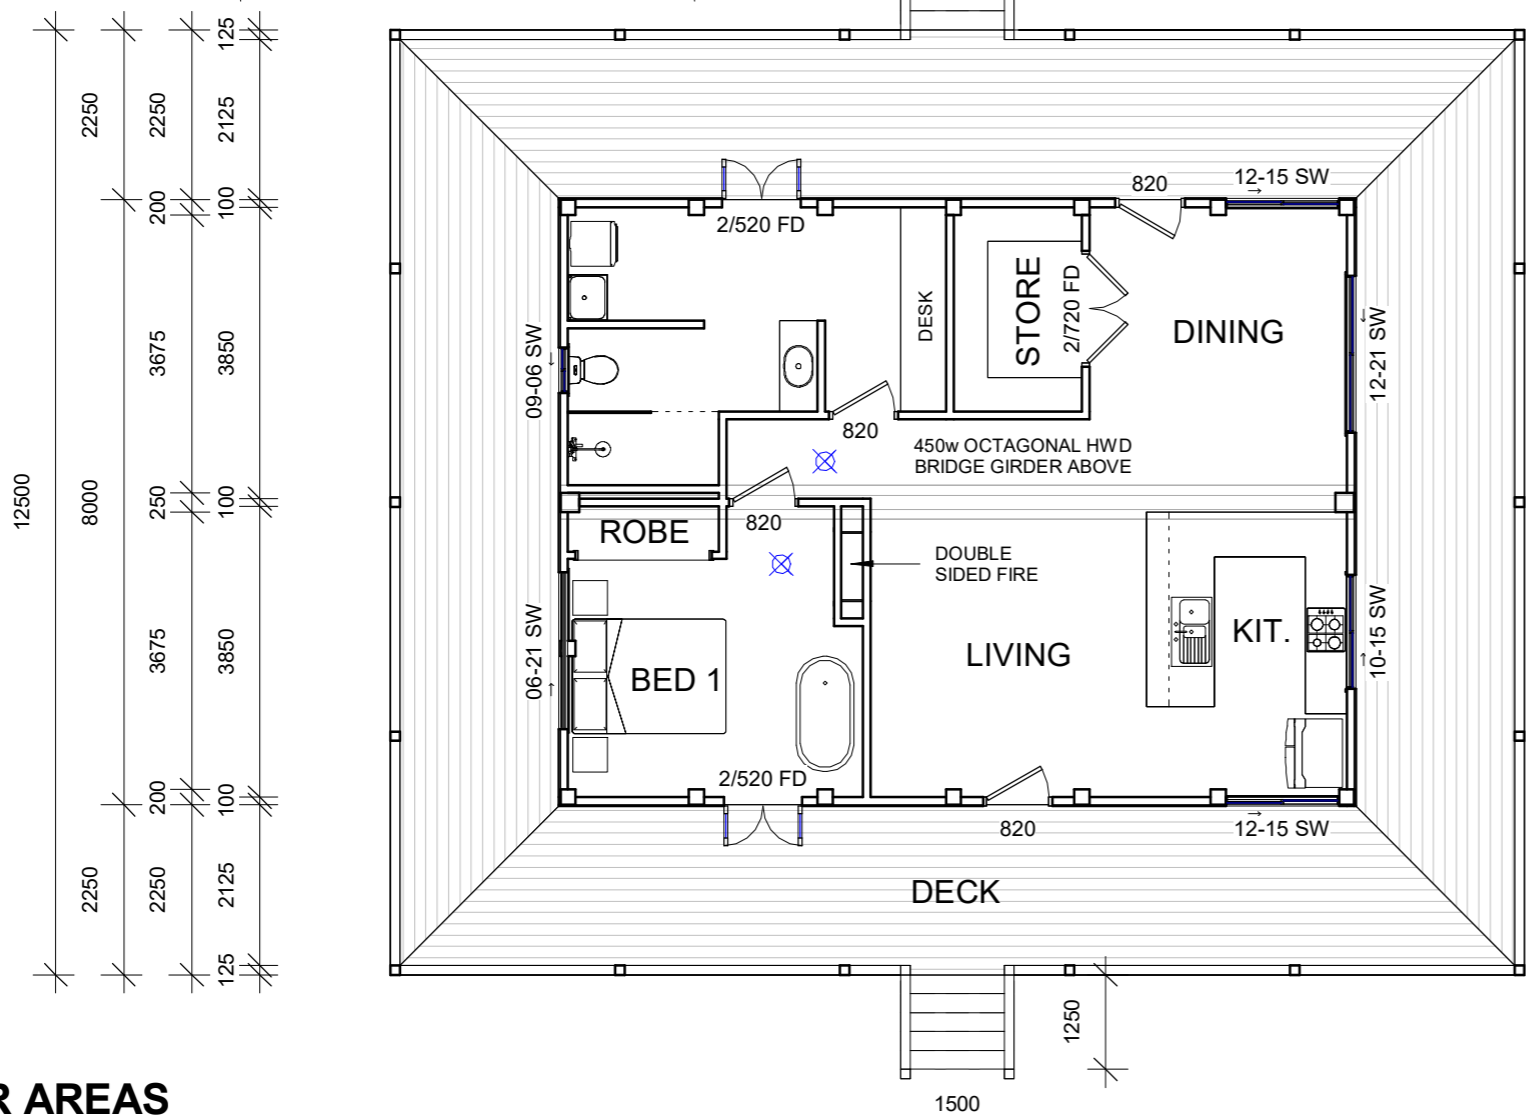 125
2250
2250
2125
200
100
3675
3850
12500
8000
250
100
3675
3850
200
100
2250
2250
2125
125
820
12-15 SW
2/520 FD
DESK
STORE
2/720 FD
DINING
09-06 SW
12-21 SW
820
450w OCTAGONAL HWD
BRIDGE GIRDER ABOVE
ROBE
820
DOUBLE
SIDED FIRE
06-21 SW
BED 1
LIVING
KIT.
10-15 SW
2/520 FD
820
12-15 SW
DECK
1250
1500
R AREAS